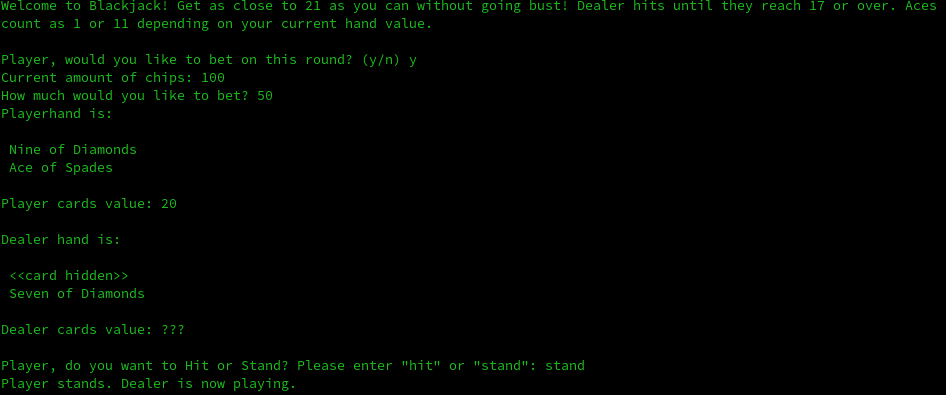 Welcome to Blackjack! Get as close to 21 as you can without going bust! Dealer hits until they reach 17 or over. Aces
count as 1 or 11 depending on your current hand value.
Player, would you like to bet on this round? (y/n) y
Current amount of chips: 100
How much would you like to bet? 50
Playerhand is:
Nine of Diamonds
Ace of Spades
Player cards value: 20
Dealer hand is:
<<card hidden>>
Seven of Diamonds
Dealer cards value: ???
Player, do you want to Hit or Stand? Please enter "hit" or "stand": stand
Player stands. Dealer is now playing.